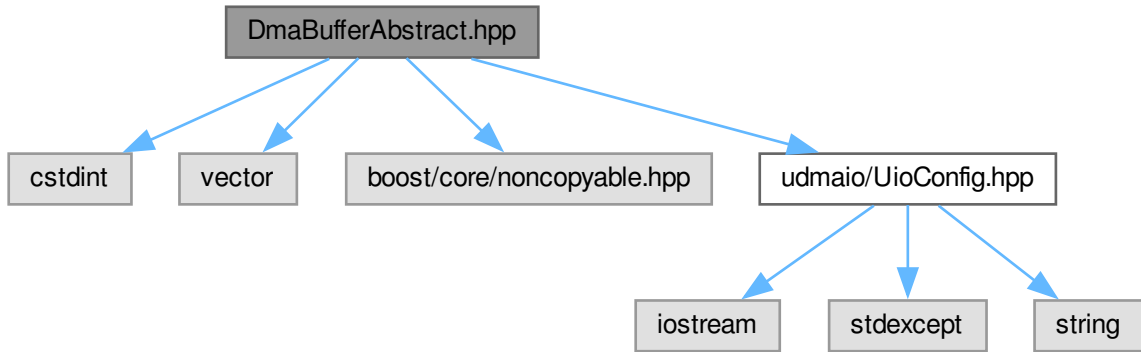 DmaBufferAbstract.hpp
cstdint
vector
boost/core/noncopyable.hpp
udmaio/UioConfig.hpp
iostream
stdexcept
string